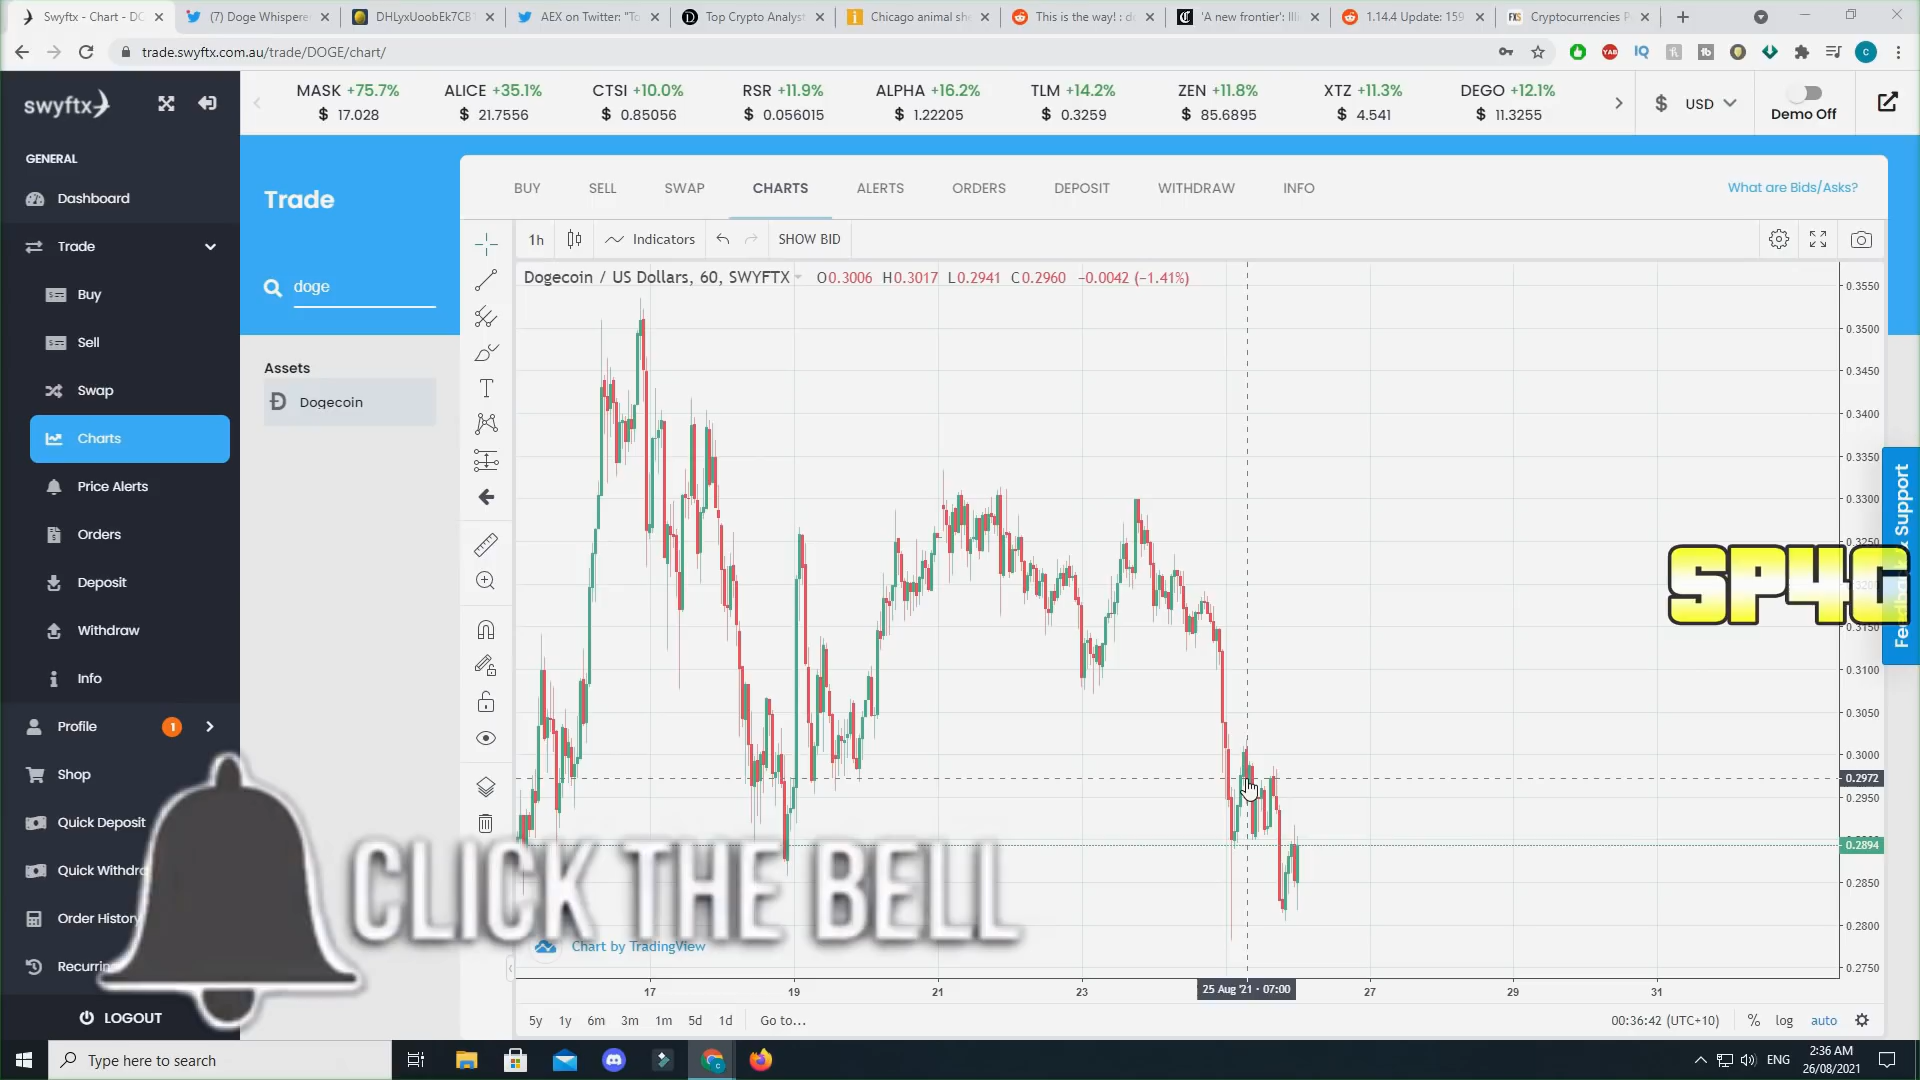 Swyftx - Chart - DO
(7) Doge Whispere
DHLyxUoobEk7CBT
AEX on Twitter: "To
Top Crypto Analyst
Chicago animal she
This is the way! : do
'A new frontier': Illi
1.14.4 Update: 159
Cryptocurrencies P
trade.swyftx.com.au/trade/DOGE/chart/
swyftx
MASK +75.7%
$ 17.028
ALICE +35.1%
$ 21.7556
CTSI +10.0%
$ 0.85056
RSR +11.9%
$ 0.056015
ALPHA +16.2%
$ 1.22205
TLM +14.2%
$ 0.3259
ZEN +11.8%
$ 85.6895
XTZ +11.3%
$ 4.541
DEGO +12.1%
$ 11.3255
$ USD
Demo Off
GENERAL
Dashboard
Trade
Buy
Sell
Swap
Charts
Price Alerts
Orders
Deposit
Withdraw
Info
Profile 1
Shop
Quick Deposit
Quick Withdra
Order History
Recurrin
LOGOUT
Trade
doge
Assets
Dogecoin
BUY SELL SWAP CHARTS ALERTS ORDERS DEPOSIT WITHDRAW INFO
What are Bids/Asks?
1h Indicators SHOW BID
Dogecoin / US Dollars, 60, SWYFTX O0.3006 H0.3017 L0.2941 C0.2960 −0.0042 (−1.41%)
0.3550
0.3500
0.3450
0.3400
0.3350
0.3300
0.3250
0.3150
0.3100
0.3050
0.3000
0.2972
0.2950
0.2894
0.2850
0.2800
0.2750
SP4C
Support
CLICK THE BELL
Chart by TradingView
17 19 21 23 25 Aug '21 · 07:00 27 29 31
5y 1y 6m 3m 1m 5d 1d Go to...
00:36:42 (UTC+10) % log auto
Type here to search
ENG
2:36 AM
26/08/2021